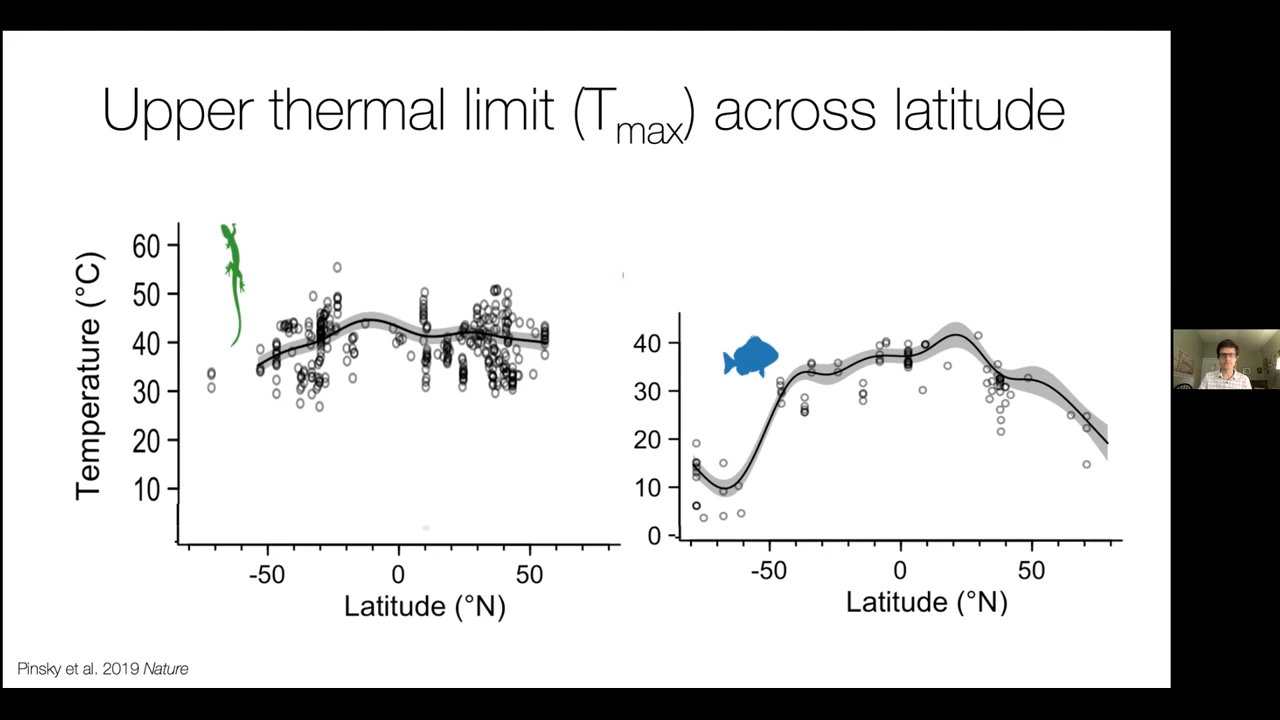 Upper thermal limit (Tmax) across latitude
Temperature (°C)
60
50
40
30
20
10
-50 0 50
Latitude (°N)
40
30
20
10
0
-50 0 50
Latitude (°N)
Pinsky et al. 2019 Nature